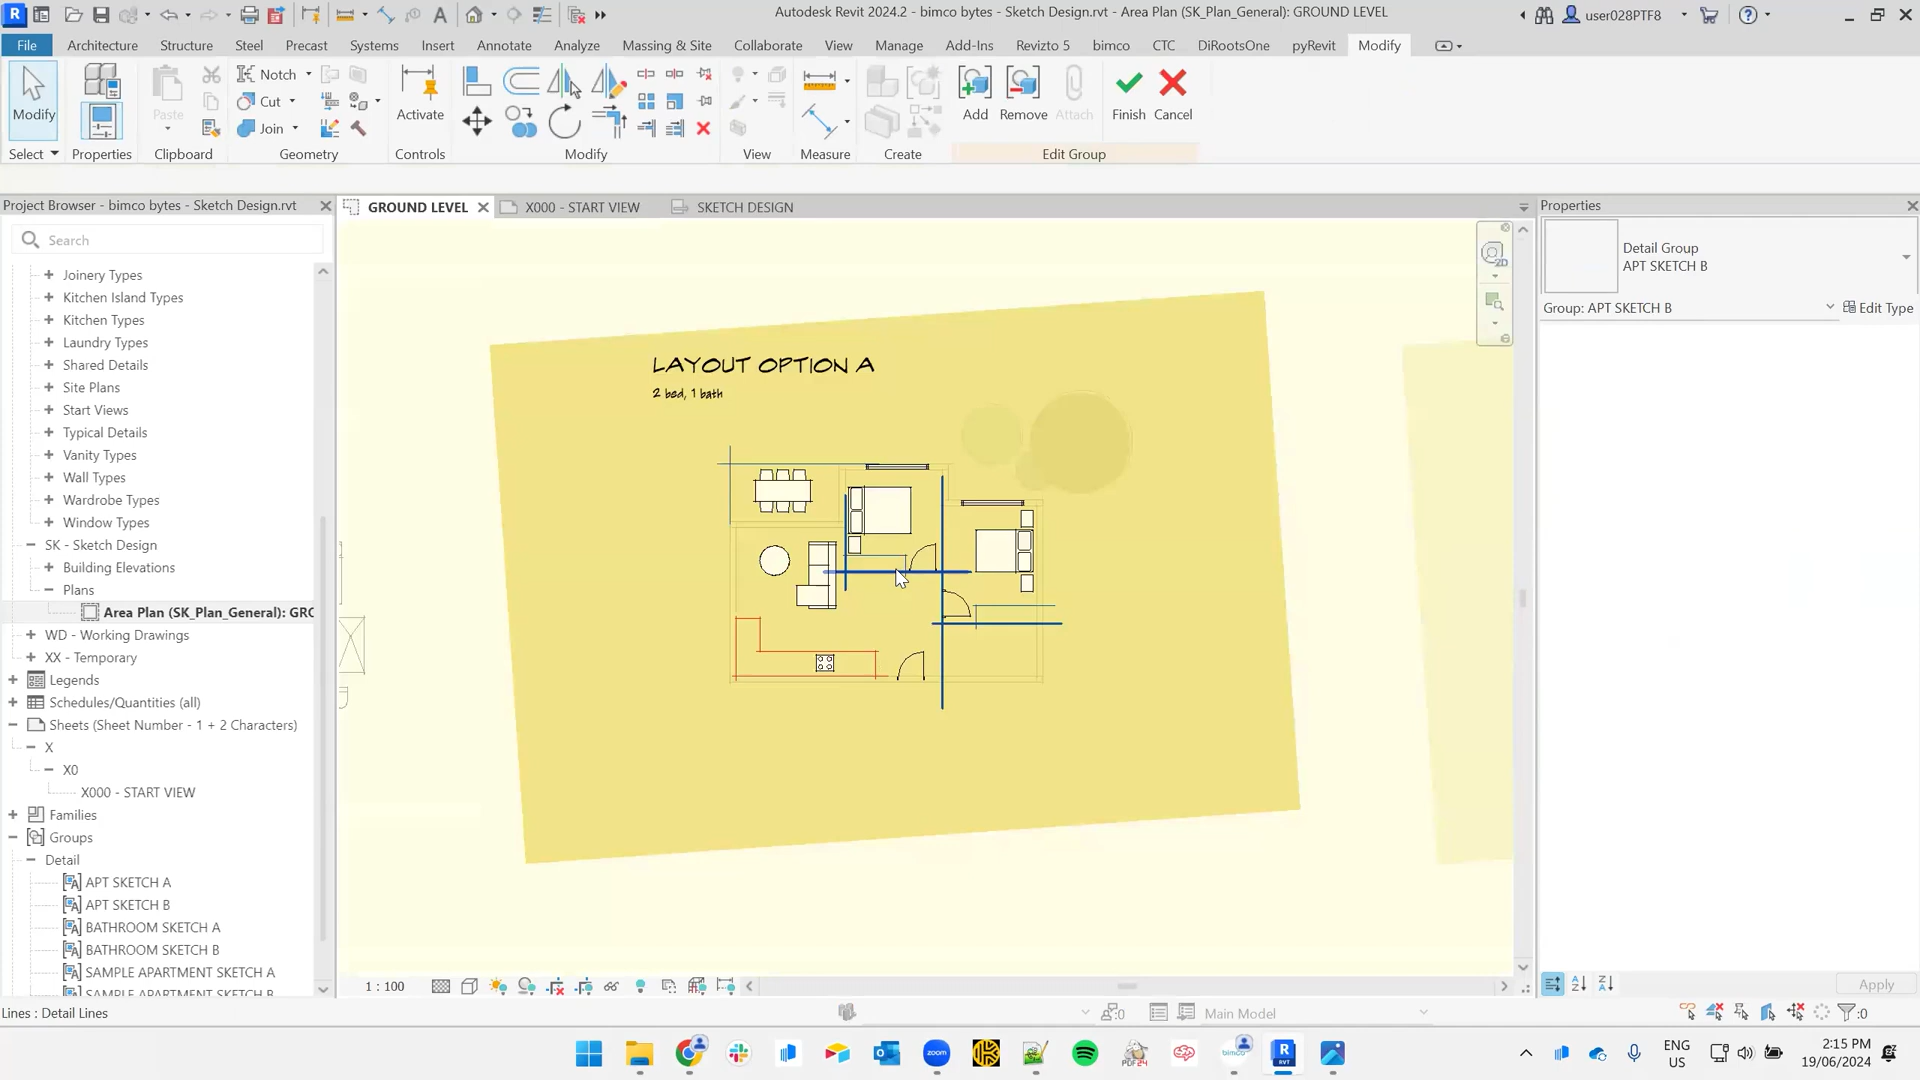 Autodesk Revit 2024.2 - bimco bytes - Sketch Design.rvt - Area Plan (SK_Plan_General): GROUND LEVEL
user028PTF8
File Architecture Structure Steel Precast Systems Insert Annotate Analyze Massing & Site Collaborate View Manage Add-Ins Revizto 5 bimco CTC DiRootsOne pyRevit Modify
Modify
Paste
Notch
Cut
Join
Activate
Add Remove Attach Finish Cancel
Select Properties Clipboard Geometry Controls Modify View Measure Create Edit Group
Project Browser - bimco bytes - Sketch Design.rvt
Search
Joinery Types
Kitchen Island Types
Kitchen Types
Laundry Types
Shared Details
Site Plans
Start Views
Typical Details
Vanity Types
Wall Types
Wardrobe Types
Window Types
SK - Sketch Design
Building Elevations
Plans
Area Plan (SK_Plan_General): GRO
WD - Working Drawings
XX - Temporary
Legends
Schedules/Quantities (all)
Sheets (Sheet Number - 1 + 2 Characters)
X
X0
X000 - START VIEW
Families
Groups
Detail
APT SKETCH A
APT SKETCH B
BATHROOM SKETCH A
BATHROOM SKETCH B
SAMPLE APARTMENT SKETCH A
SAMPLE APARTMENT SKETCH B
GROUND LEVEL X000 - START VIEW SKETCH DESIGN
LAYOUT OPTION A
2 bed, 1 bath
2D
1 : 100
Properties
Detail Group
APT SKETCH B
Group: APT SKETCH B
Edit Type
Apply
Lines : Detail Lines
:0
Main Model
:0
ENG
US
2:15 PM
19/06/2024